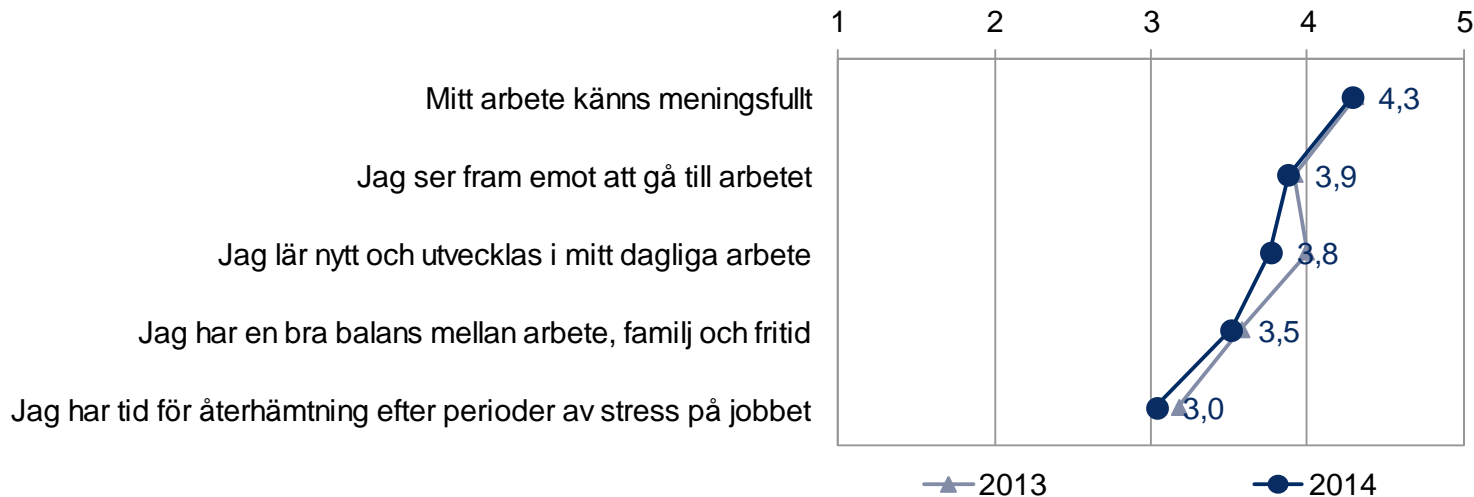 1 2 3 4 5
Mitt arbete känns meningsfullt 4,3
Jag ser fram emot att gå till arbetet 3,9
Jag lär nytt och utvecklas i mitt dagliga arbete 3,8
Jag har en bra balans mellan arbete, familj och fritid 3,5
Jag har tid för återhämtning efter perioder av stress på jobbet 3,0
2013 2014